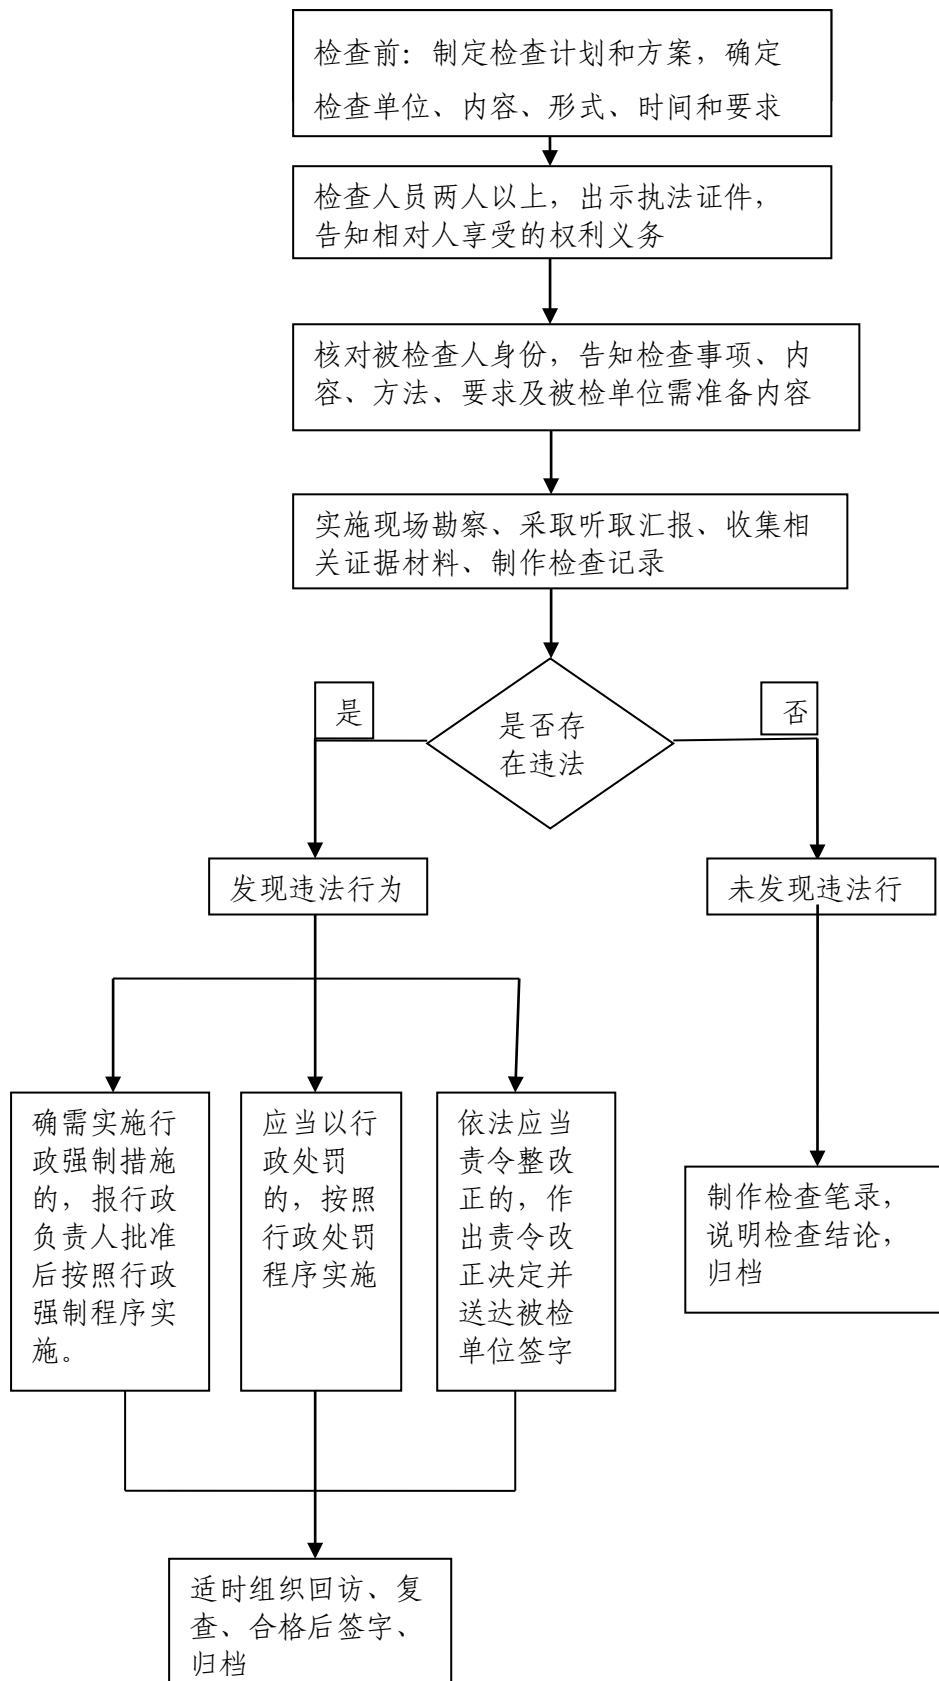 检查前：制定检查计划和方案，确定
检查单位、内容、形式、时间和要求
检查人员两人以上，出示执法证件，
告知相对人享受的权利义务
核对被检查人身份，告知检查事项、内
容、方法、要求及被检单位需准备内容
实施现场勘察、采取听取汇报、收集相
关证据材料、制作检查记录
是
是否存
在违法
否
发现违法行为
未发现违法行
确需实施行
政强制措施
的，报行政
负责人批准
后按照行政
强制程序实
施。
应当以行
政处罚
的，按照
行政处罚
程序实施
依法应当
责令整改
正的，作
出责令改
正决定并
送达被检
单位签字
制作检查笔录，
说明检查结论，
归档
适时组织回访、复
查、合格后签字、
归档